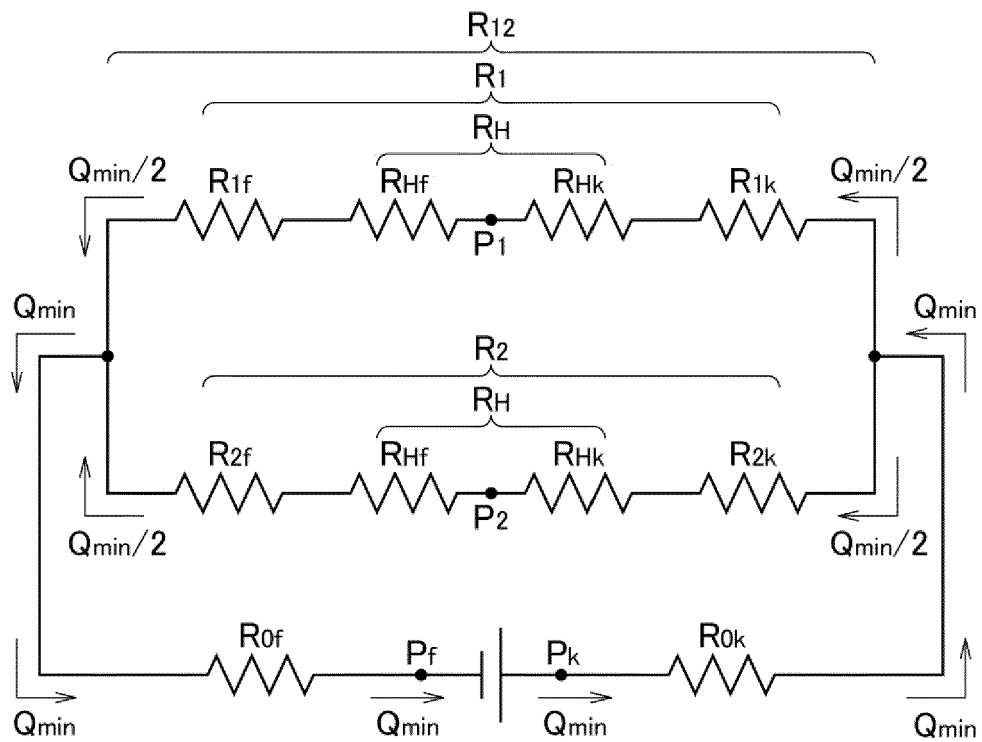 R12
R1
RH
Qmin/2 R1f RHf RHk R1k Qmin/2
P1
Qmin Qmin
R2
RH
R2f RHf RHk R2k
P2
Qmin/2 Qmin/2
R0f Pf Pk R0k
Qmin Qmin Qmin Qmin